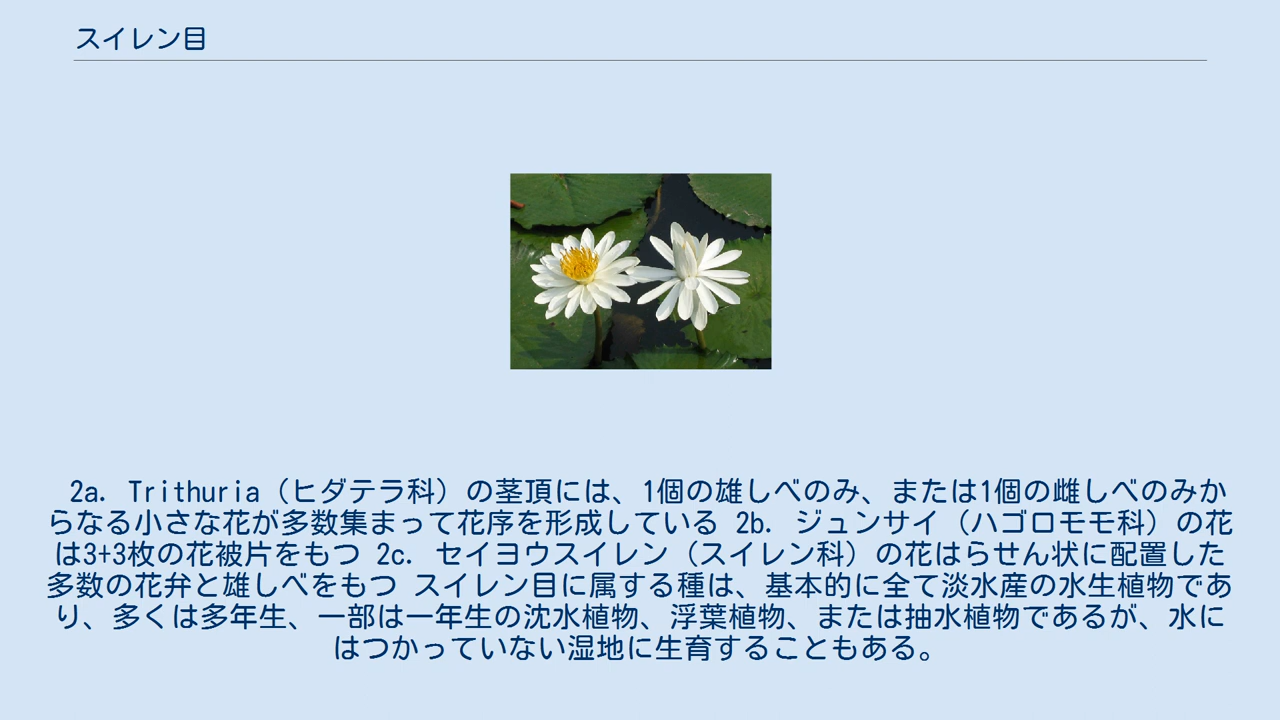 スイレン目
2a. Trithuria（ヒダテラ科）の茎頂には、1個の雄しべのみ、または1個の雌しべのみか
らなる小さな花が多数集まって花序を形成している 2b. ジュンサイ（ハゴロモモ科）の花
は3+3枚の花被片をもつ 2c. セイヨウスイレン（スイレン科）の花はらせん状に配置した
多数の花弁と雄しべをもつ スイレン目に属する種は、基本的に全て淡水産の水生植物であ
り、多くは多年生、一部は一年生の沈水植物、浮葉植物、または抽水植物であるが、水に
はつかっていない湿地に生育することもある。